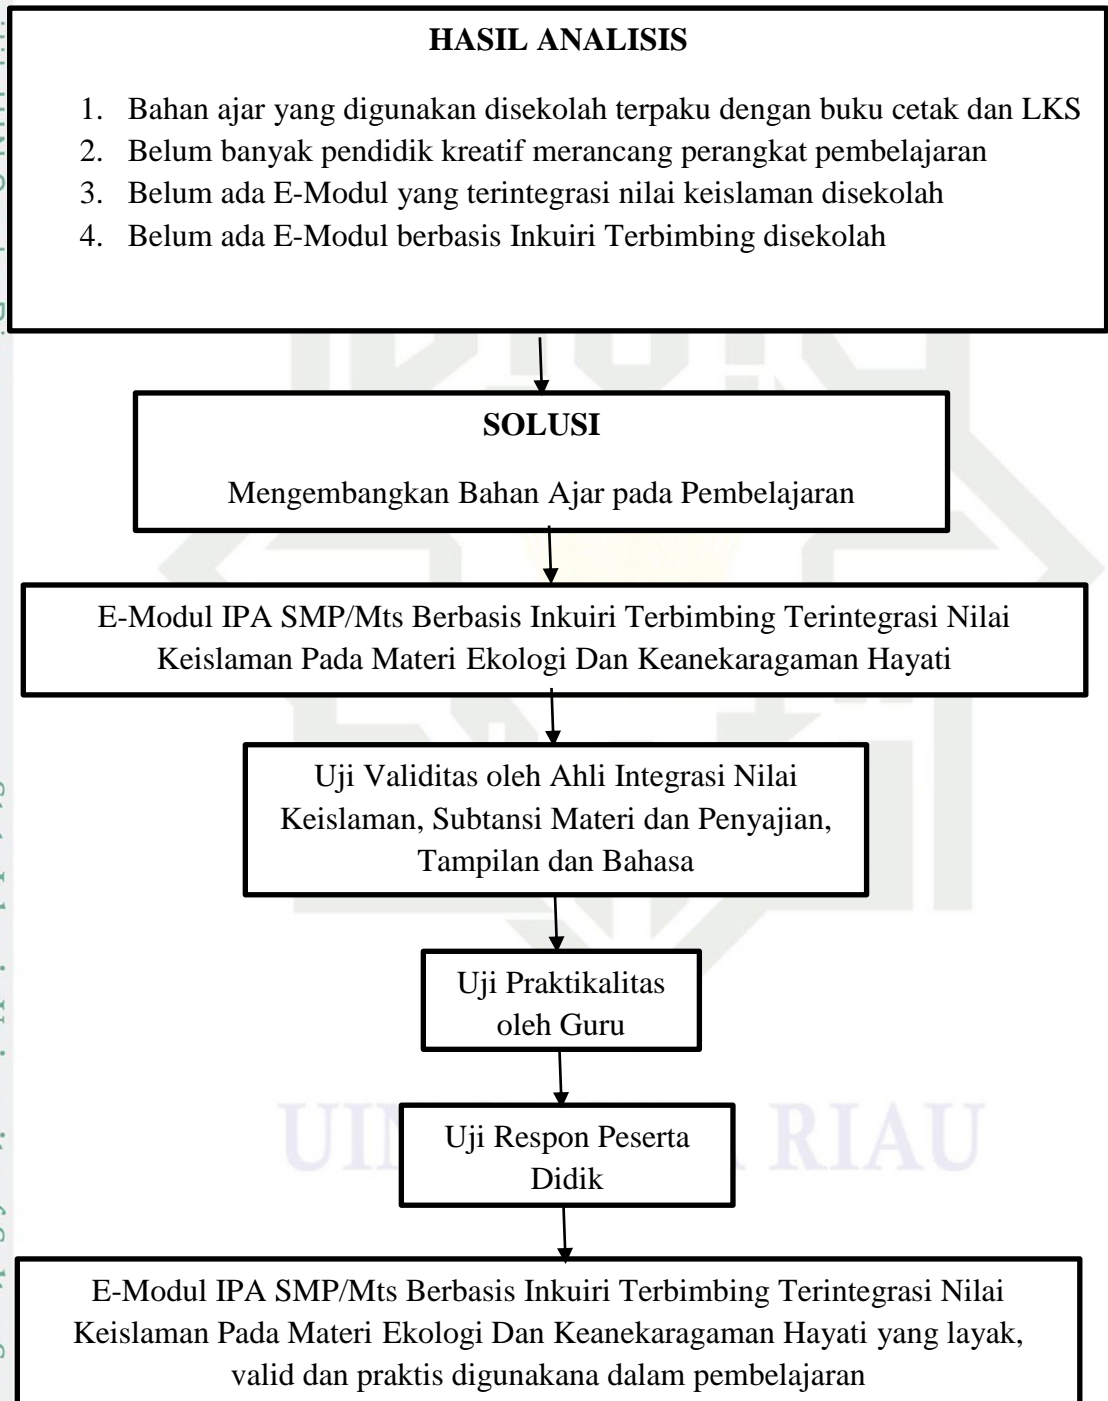 HASIL ANALISIS
1. Bahan ajar yang digunakan disekolah terpaku dengan buku cetak dan LKS
2. Belum banyak pendidik kreatif merancang perangkat pembelajaran
3. Belum ada E-Modul yang terintegrasi nilai keislaman disekolah
4. Belum ada E-Modul berbasis Inkuiri Terbimbing disekolah
SOLUSI
Mengembangkan Bahan Ajar pada Pembelajaran
E-Modul IPA SMP/Mts Berbasis Inkuiri Terbimbing Terintegrasi Nilai
Keislaman Pada Materi Ekologi Dan Keanekaragaman Hayati
Uji Validitas oleh Ahli Integrasi Nilai
Keislaman, Subtansi Materi dan Penyajian,
Tampilan dan Bahasa
Uji Praktikalitas
oleh Guru
Uji Respon Peserta
Didik
UIN RIAU
E-Modul IPA SMP/Mts Berbasis Inkuiri Terbimbing Terintegrasi Nilai
Keislaman Pada Materi Ekologi Dan Keanekaragaman Hayati yang layak,
valid dan praktis digunakana dalam pembelajaran